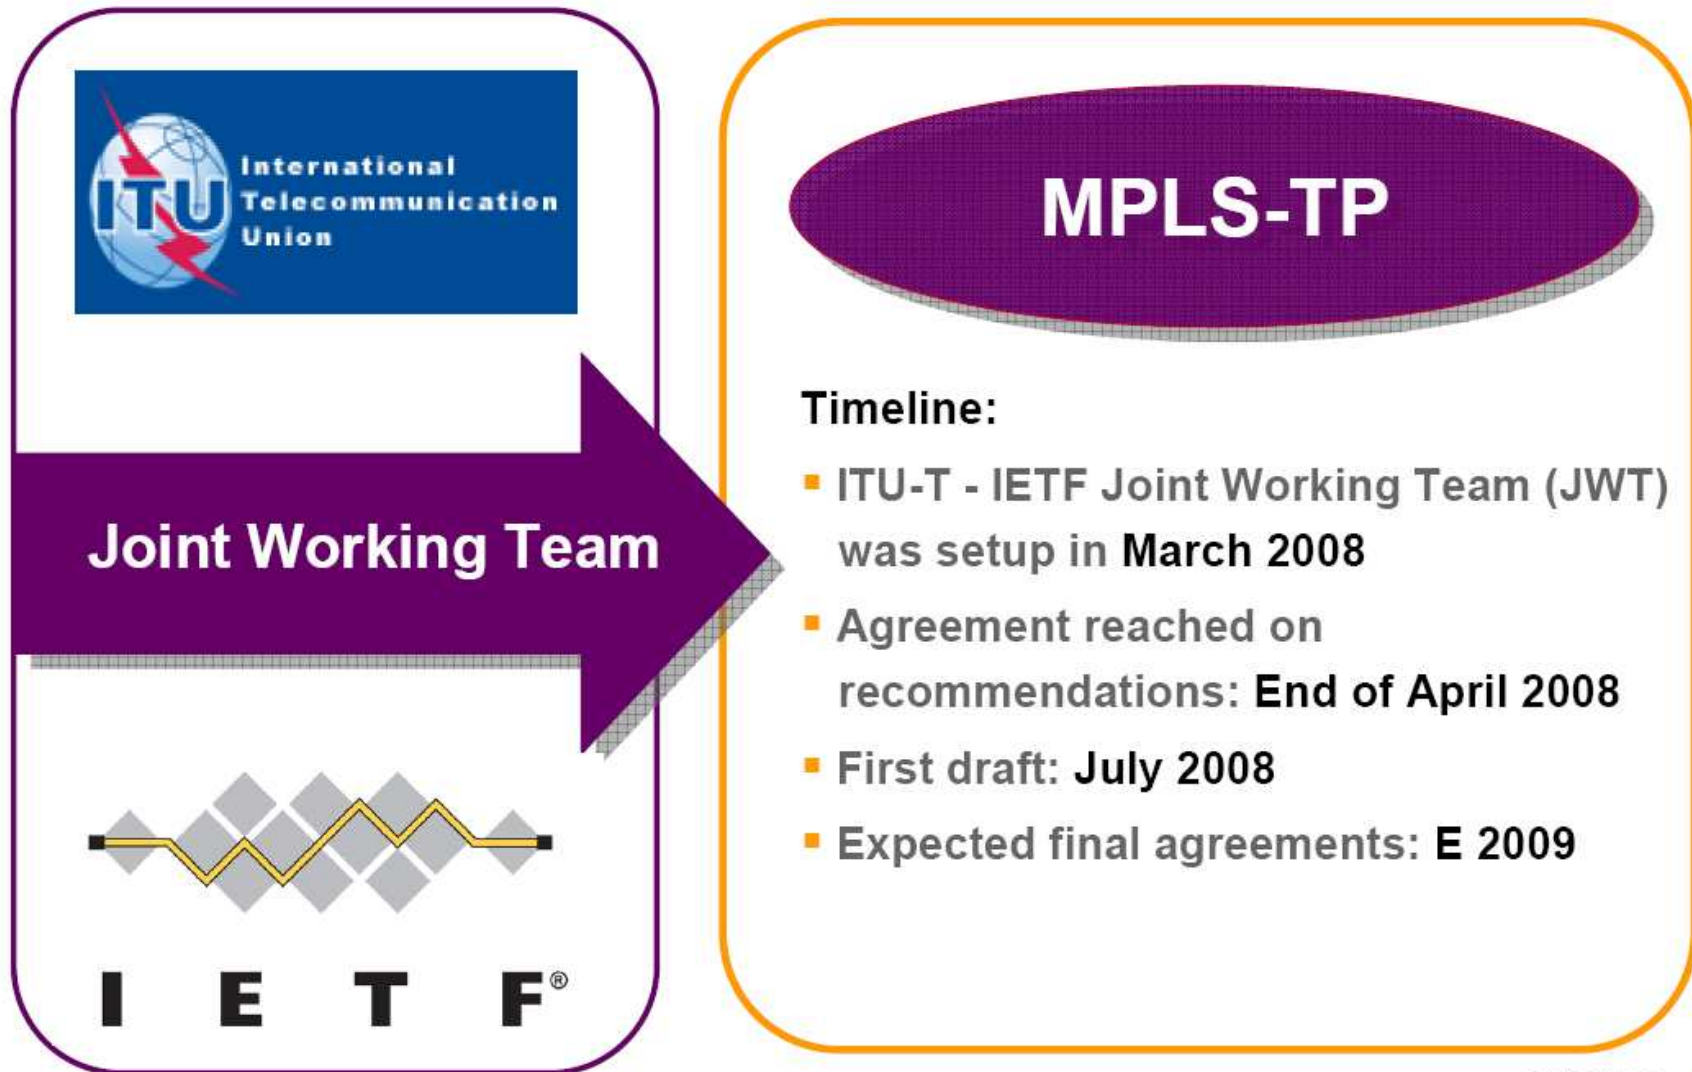 ITU
International
Telecommunication
Union
Joint Working Team
I E T F®
MPLS-TP
Timeline:
▪ ITU-T - IETF Joint Working Team (JWT)
was setup in March 2008
▪ Agreement reached on
recommendations: End of April 2008
▪ First draft: July 2008
▪ Expected final agreements: E 2009